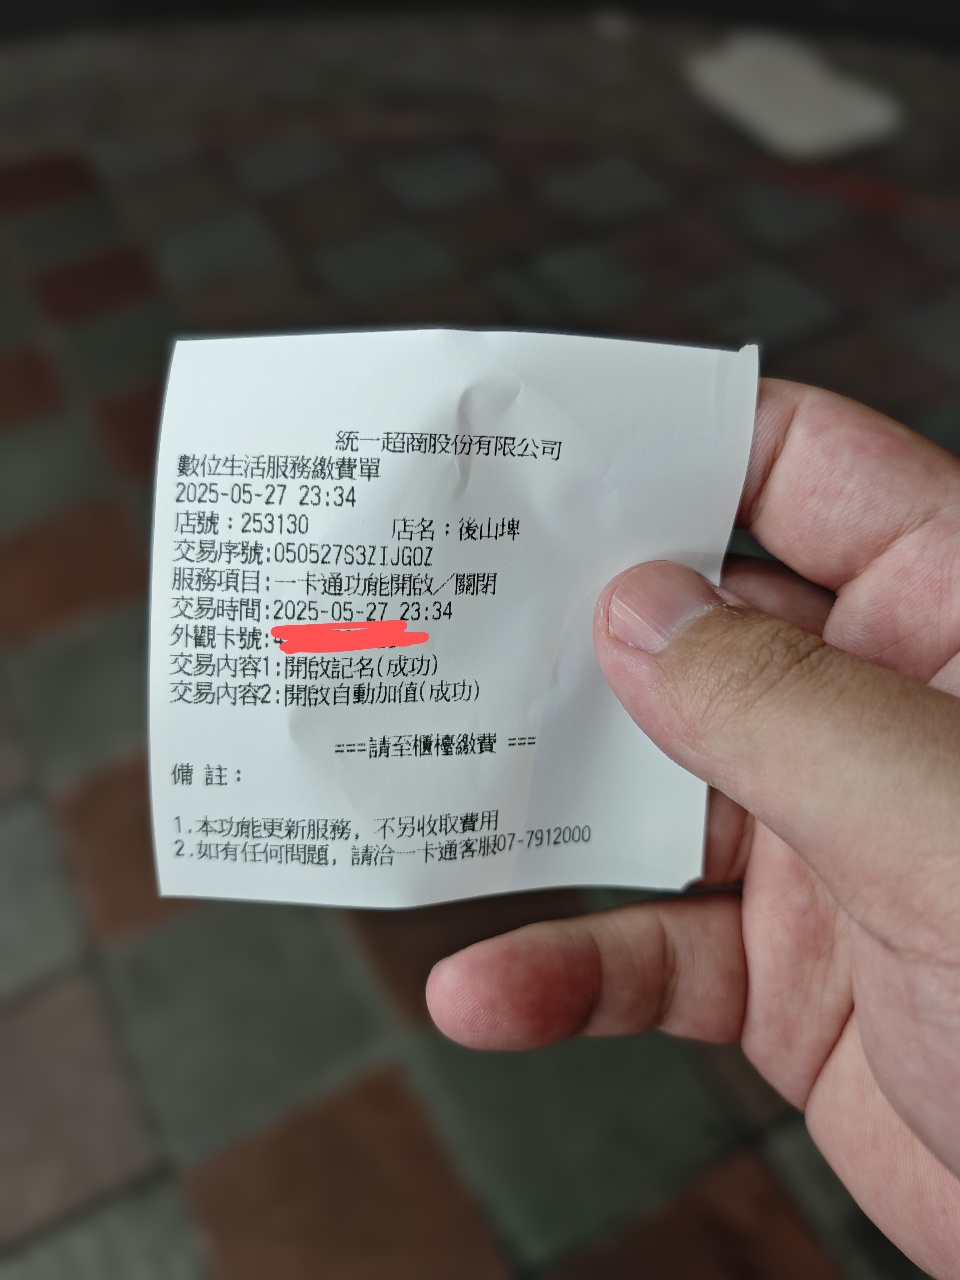 統一超商股份有限公司
數位生活服務繳費單
2025-05-27 23:34
店號：253130 店名：後山埤
交易序號:050527S3ZIJGOZ
服務項目:一卡通功能開啟／關閉
交易時間:2025-05-27 23:34
外觀卡號:
交易內容1:開啟記名(成功)
交易內容2:開啟自動加值(成功)
===請至櫃檯繳費 ===
備 註：
1.本功能更新服務，不另收取費用
2.如有任何問題，請洽一卡通客服07-7912000